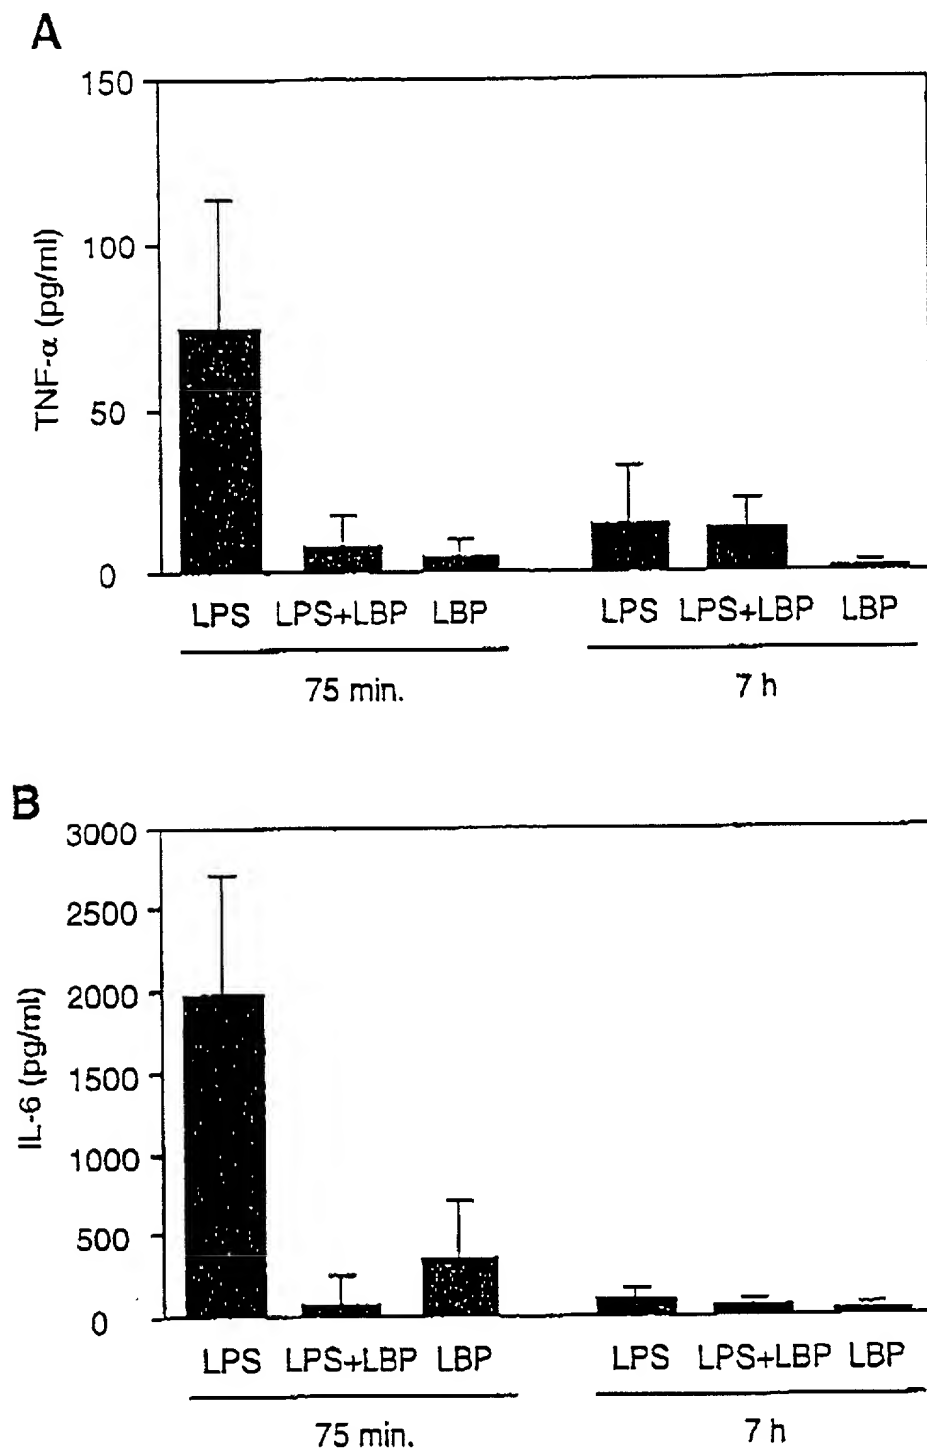 A
150
100
50
0
TNF-α (pg/ml)
LPS LPS+LBP LBP LPS LPS+LBP LBP
75 min. 7 h
B
3000
2500
2000
1500
1000
500
0
IL-6 (pg/ml)
LPS LPS+LBP LBP LPS LPS+LBP LBP
75 min. 7 h